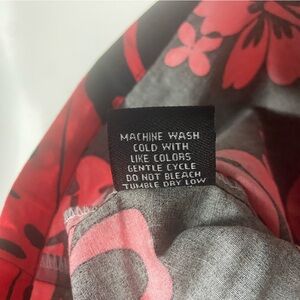 MACHINE WASH
COLD WITH
LIKE COLORS
GENTLE CYCLE
DO NOT BLEACH
TUMBLE DRY LOW